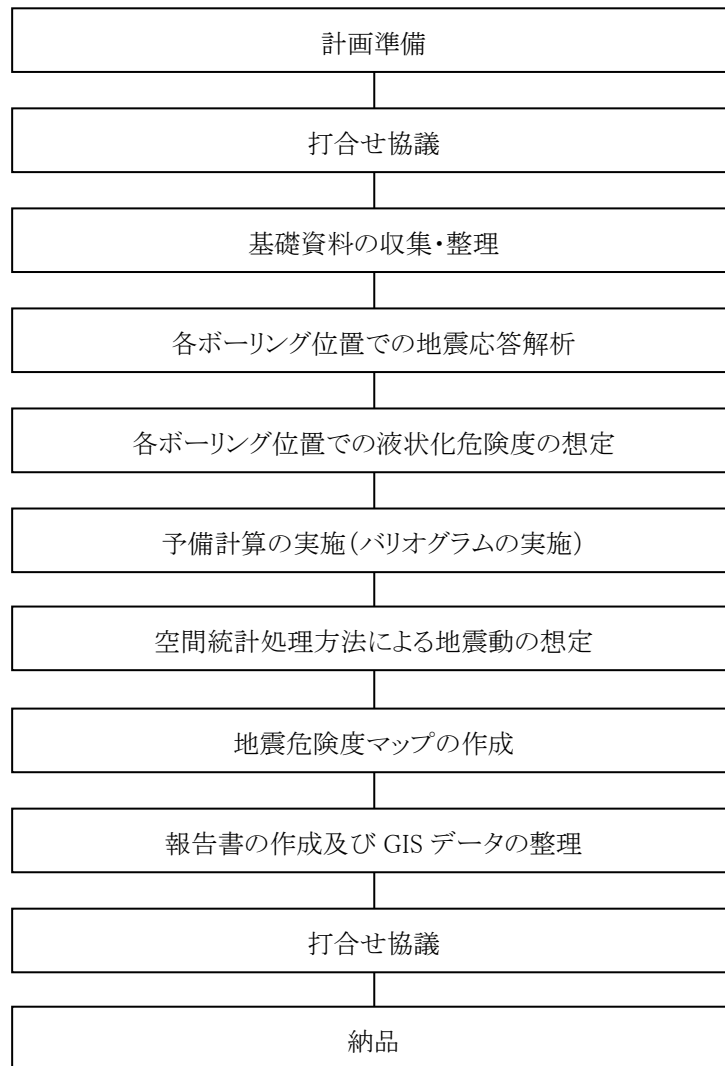 計画準備
打合せ協議
基礎資料の収集・整理
各ボーリング位置での地震応答解析
各ボーリング位置での液状化危険度の想定
予備計算の実施(バリオグラムの実施)
空間統計処理方法による地震動の想定
地震危険度マップの作成
報告書の作成及び GIS データの整理
打合せ協議
納品